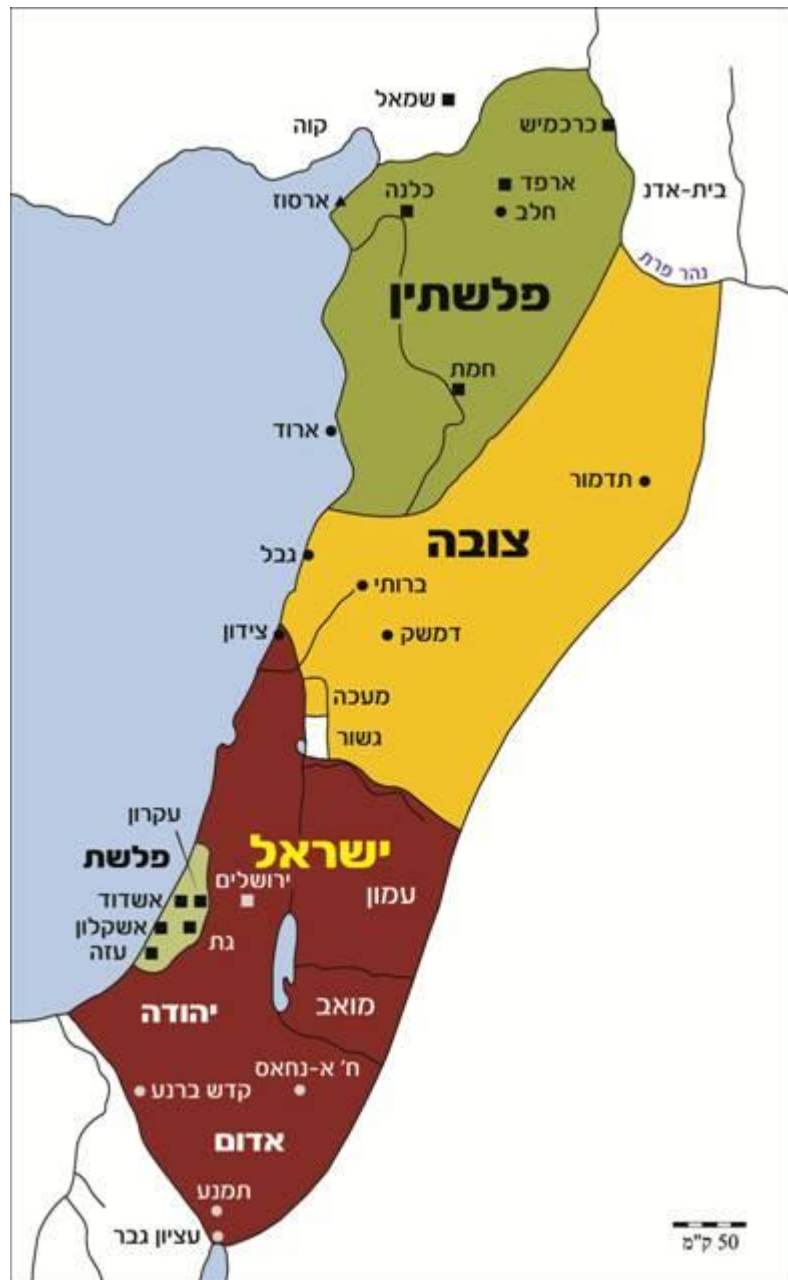 שמאל
קוה
כרכמיש
ארסוז
כלנה
ארפד
חלב
בית-אדנ
נהר פרת
פלשתין
חמת
ארוד
תדמור
צובה
גבל
ברותי
צידון
דמשק
מעכה
גשור
עקרון
פלשת
ישראל
ירושלים
עמון
אשדוד
אשקלון
גת
עזה
יהודה
מואב
ח' א-נחאס
קדש ברנע
אדום
תמנע
עציון גבר
50 ק"מ